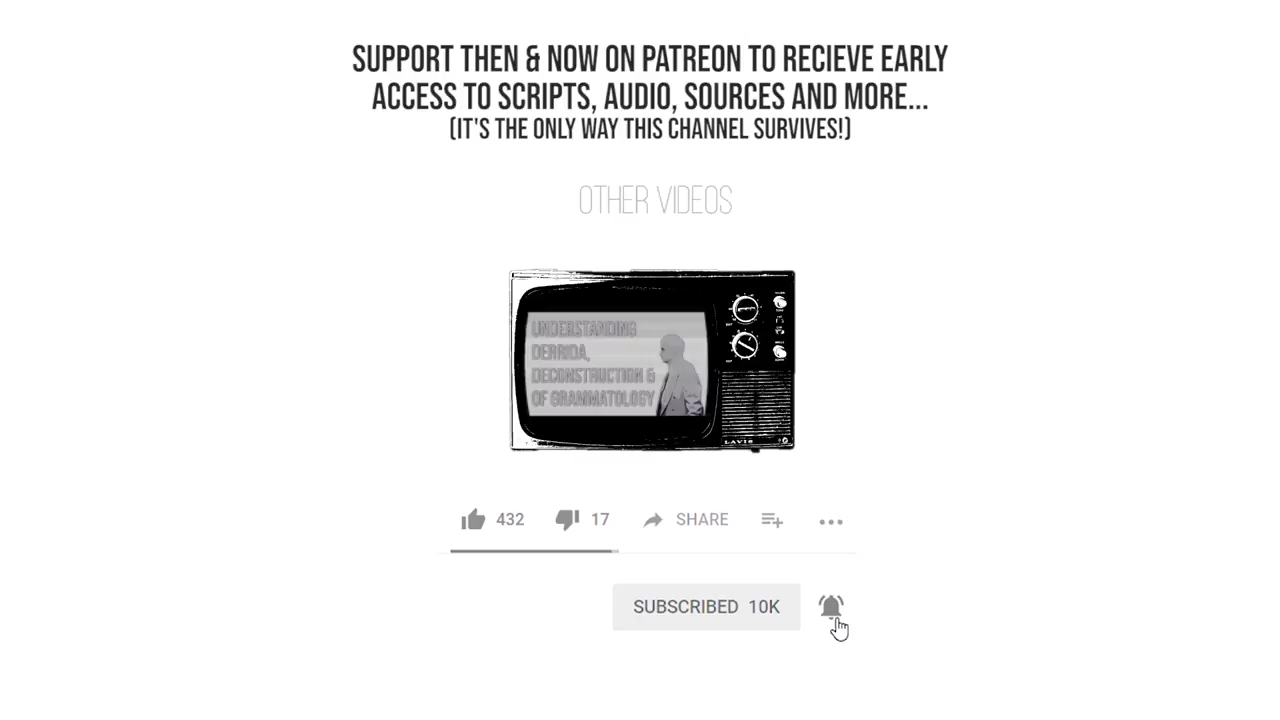 SUPPORT THEN & NOW ON PATREON TO RECIEVE EARLY
ACCESS TO SCRIPTS, AUDIO, SOURCES AND MORE...
(IT'S THE ONLY WAY THIS CHANNEL SURVIVES!)
OTHER VIDEOS
UNDERSTANDING
DERRIDA,
DECONSTRUCTION &
OF GRAMMATOLOGY
LAVIS
432 17 SHARE
SUBSCRIBED 10K